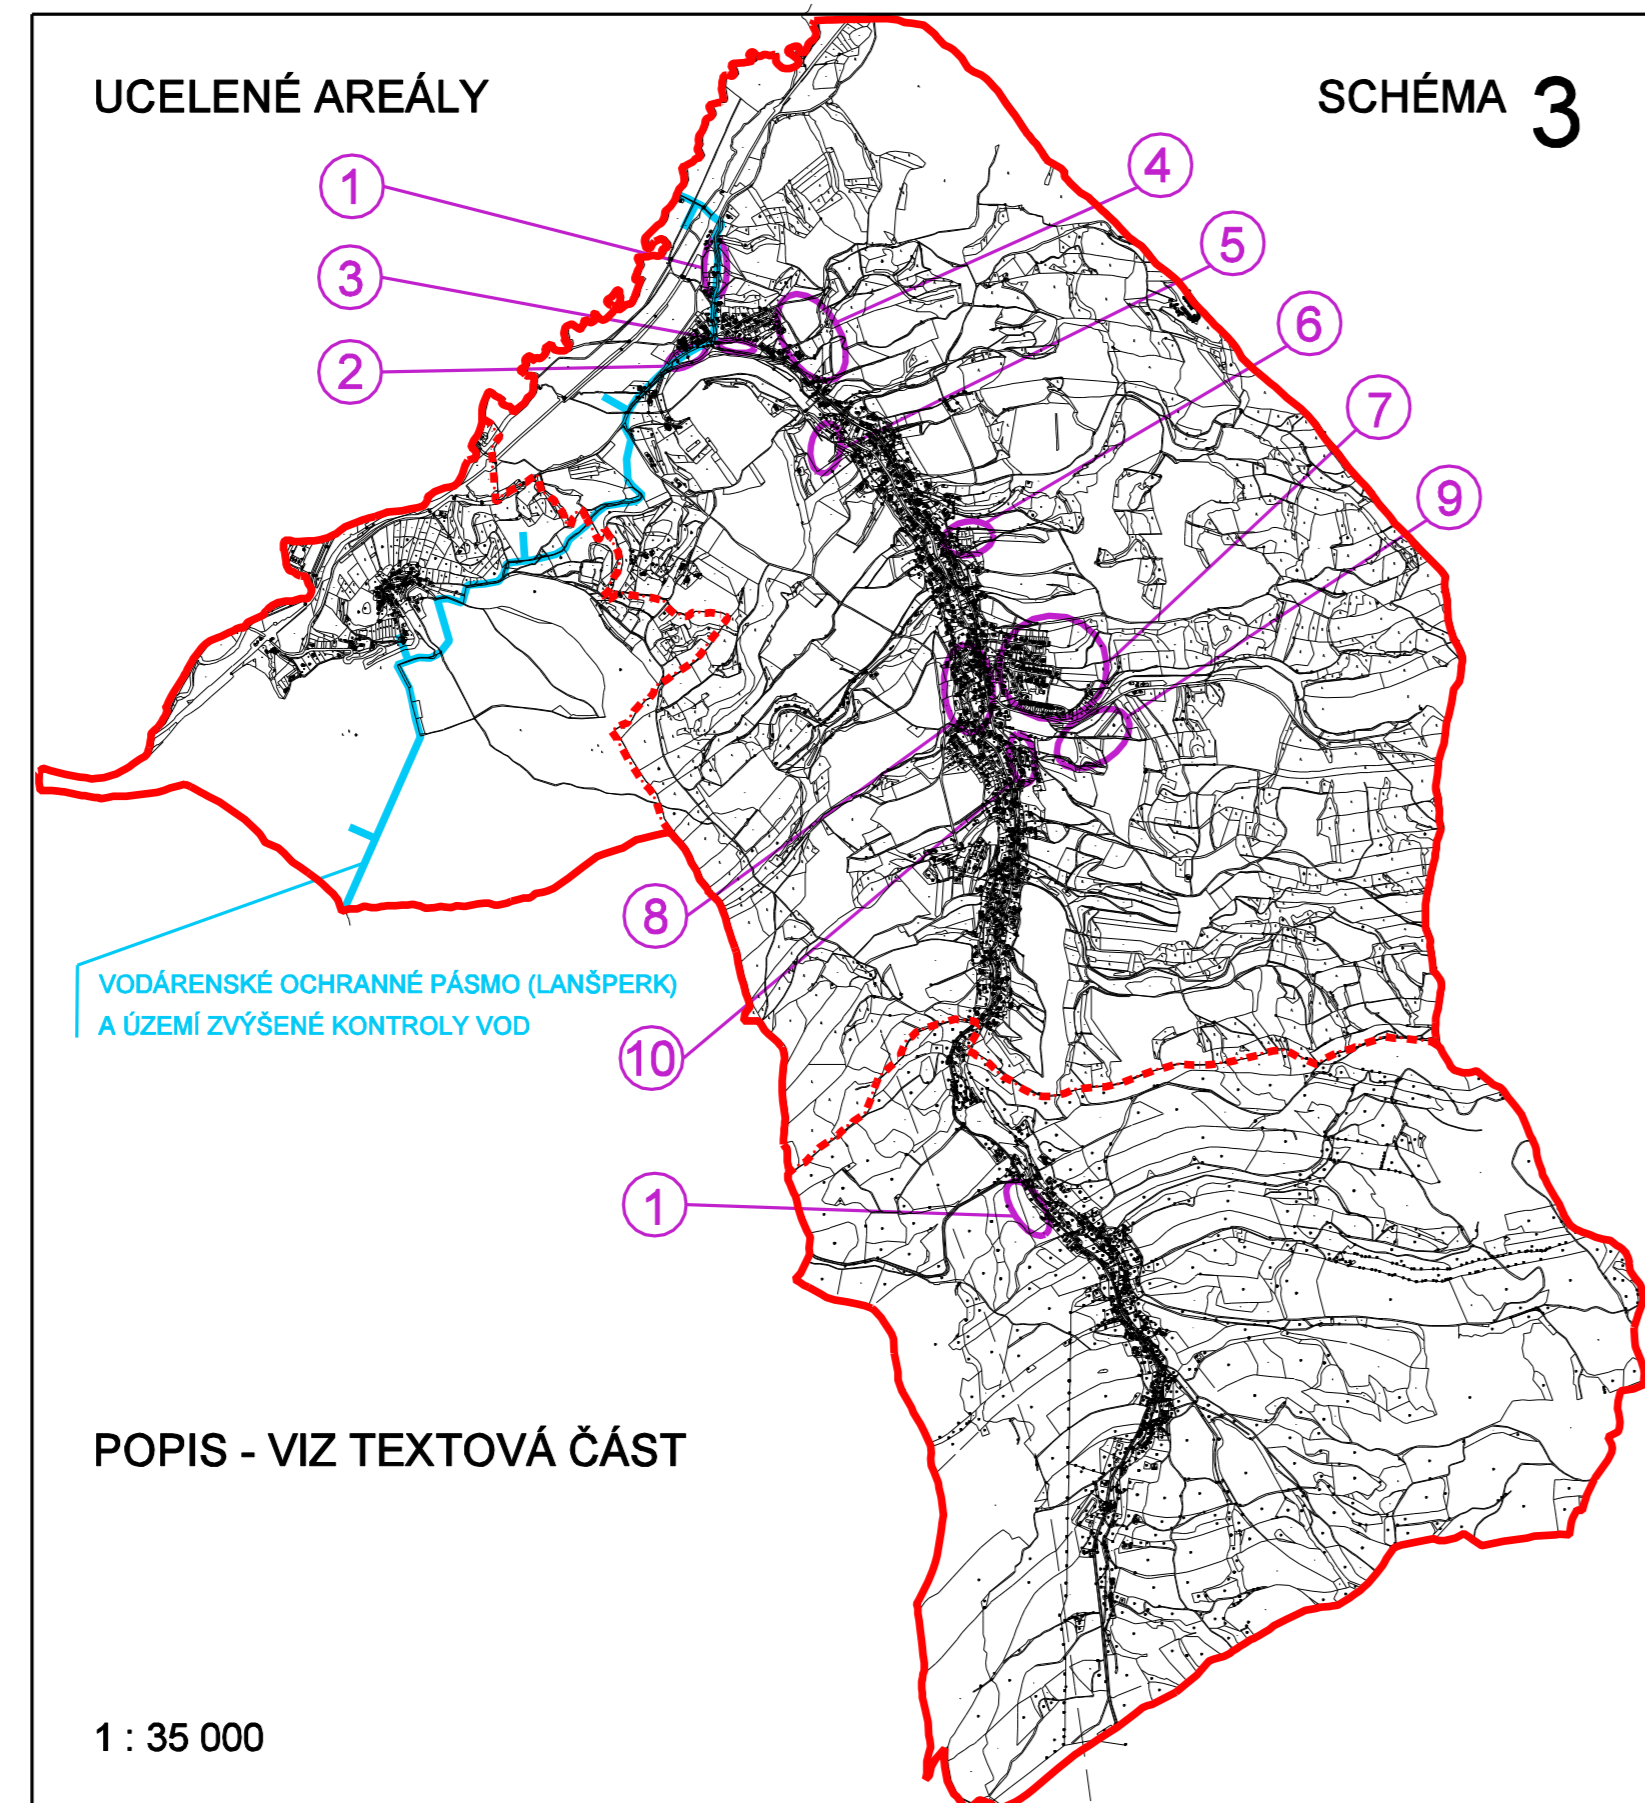 UCELENÉ AREÁLY
SCHÉMA 3
1
4
3
5
2
6
7
9
8
VODÁRENSKÉ OCHRANNÉ PÁSMO (LANŠPERK)
A ÚZEMÍ ZVÝŠENÉ KONTROLY VOD
10
1
POPIS - VIZ TEXTOVÁ ČÁST
1 : 35 000